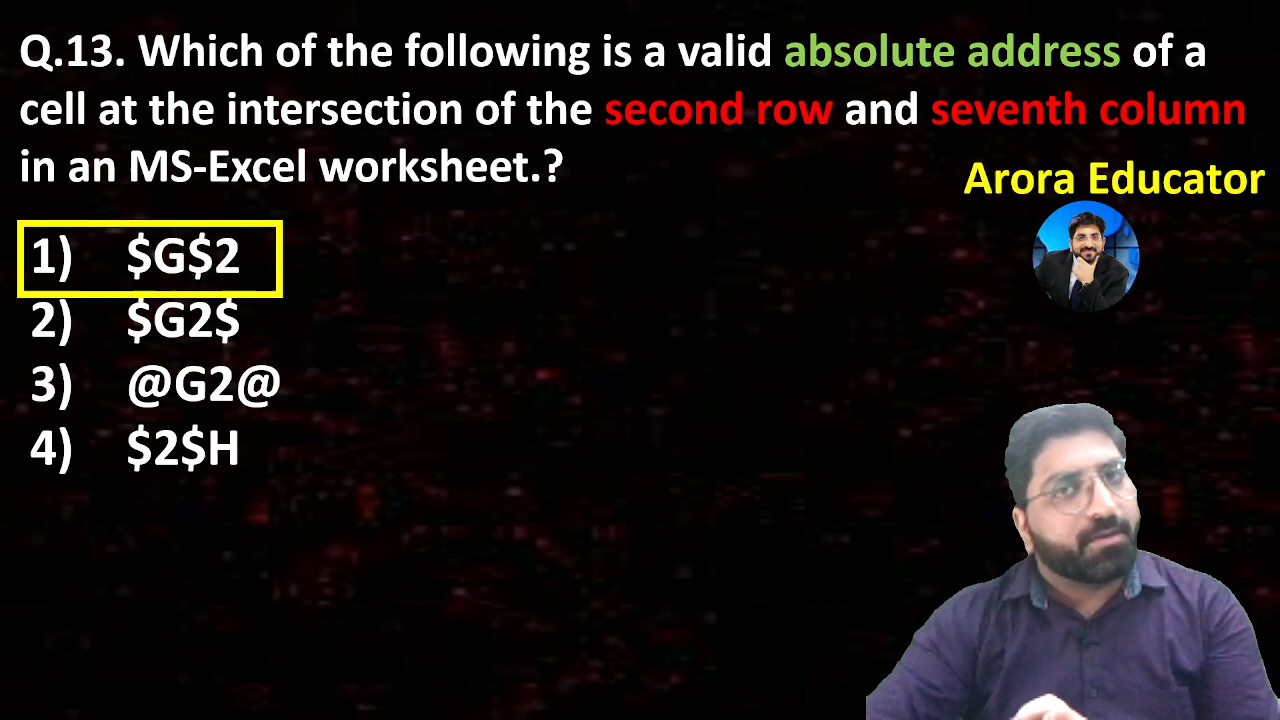 Q.13. Which of the following is a valid absolute address of a
cell at the intersection of the second row and seventh column
in an MS-Excel worksheet.?
Arora Educator
1) $G$2
2) $G2$
3) @G2@
4) $2$H